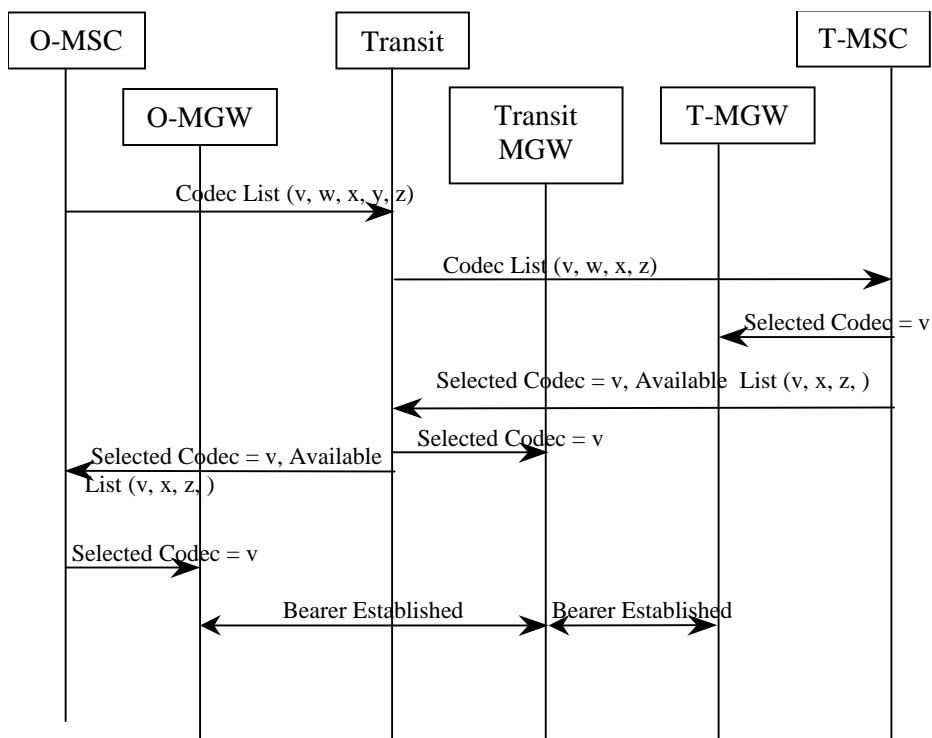 O-MSC
Transit
T-MSC
O-MGW
Transit
MGW
T-MGW
Codec List (v, w, x, y, z)
Codec List (v, w, x, z)
Selected Codec = v
Selected Codec = v, Available List (v, x, z, )
Selected Codec = v
Selected Codec = v, Available
List (v, x, z, )
Selected Codec = v
Bearer Established
Bearer Established